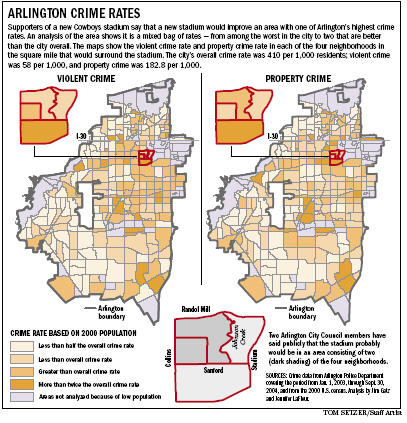 ARLINGTON CRIME RATES
Supporters of a new Cowboys stadium say that a new stadium would improve an area with one of Arlington's highest crime
rates. An analysis of the area shows it is a mixed bag of rates — from among the worst in the city to two that are better
than the city overall. The maps show the violent crime rate and property crime rate in each of the four neighborhoods in
the square mile that would surround the stadium. The city's overall crime rate was 410 per 1,000 residents; violent crime
was 58 per 1,000, and property crime was 182.8 per 1,000.
VIOLENT CRIME
PROPERTY CRIME
I-30
I-30
Arlington
boundary
Arlington
boundary
CRIME RATE BASED ON 2000 POPULATION
Less than half the overall crime rate
Less than overall crime rate
Greater than overall crime rate
More than twice the overall crime rate
Areas not analyzed because of low population
Randol Mill
Collins
Johnson
Creek
Stadium
Sanford
Two Arlington City Council members have
said publicly that the stadium probably
would be in an area consisting of two
(dark shading) of the four neighborhoods.
SOURCES: Crime data from Arlington Police Department
covering the period from Jan. 1, 2003, through Sept. 30,
2004, and from the 2000 U.S. census. Analysis by Jim Getz
and Jennifer LaFleur.
TOM SETZER/Staff Artist